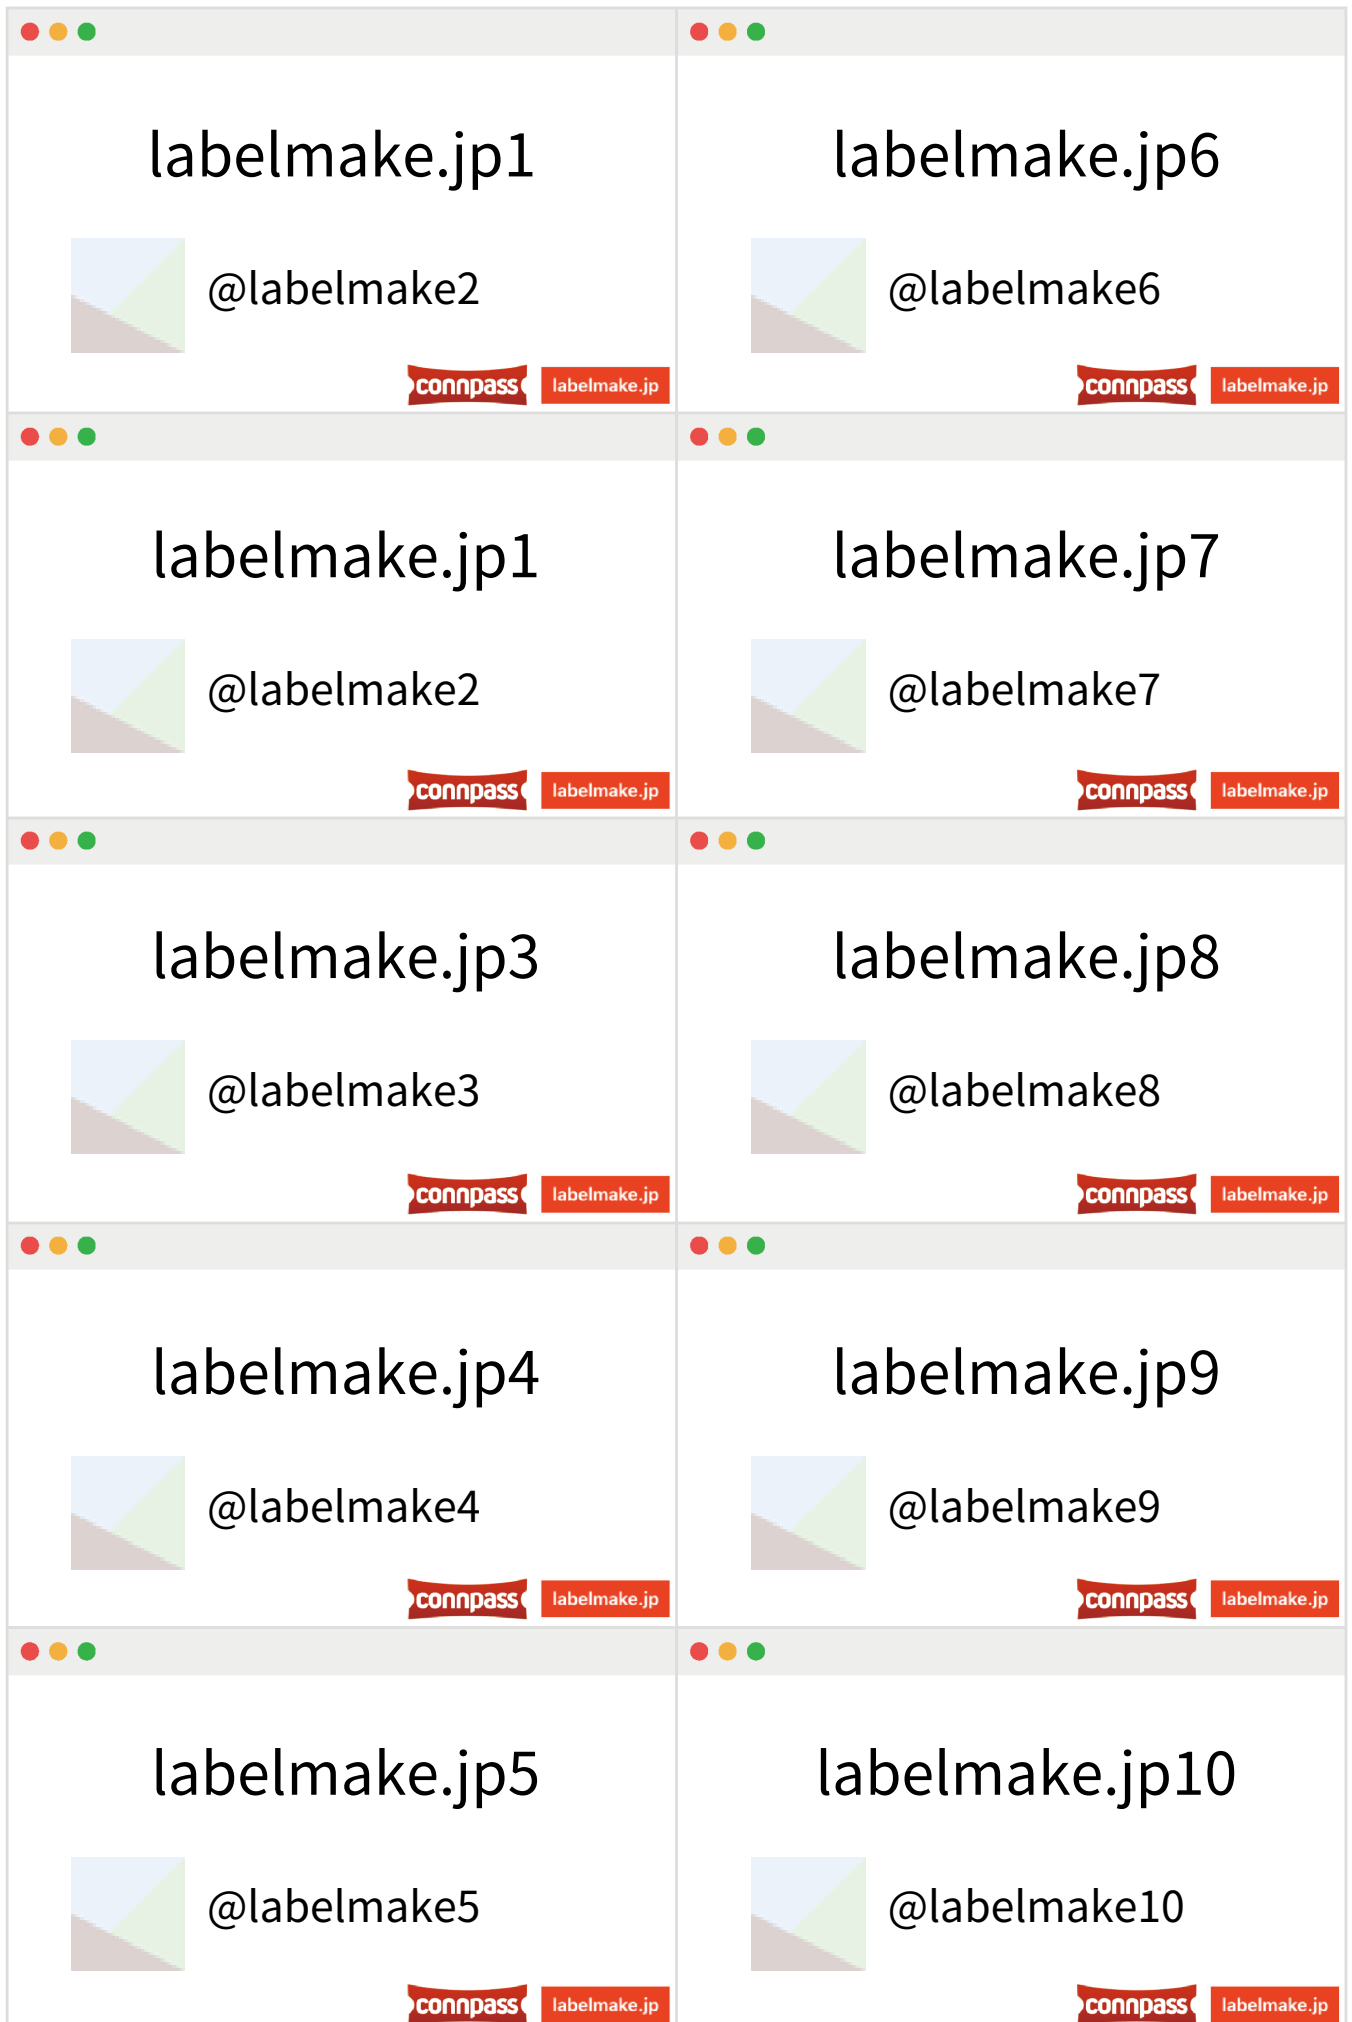 labelmake.jp1
@labelmake2
connpass labelmake.jp
labelmake.jp6
@labelmake6
connpass labelmake.jp
labelmake.jp1
@labelmake2
connpass labelmake.jp
labelmake.jp7
@labelmake7
connpass labelmake.jp
labelmake.jp3
@labelmake3
connpass labelmake.jp
labelmake.jp8
@labelmake8
connpass labelmake.jp
labelmake.jp4
@labelmake4
connpass labelmake.jp
labelmake.jp9
@labelmake9
connpass labelmake.jp
labelmake.jp5
@labelmake5
connpass labelmake.jp
labelmake.jp10
@labelmake10
connpass labelmake.jp